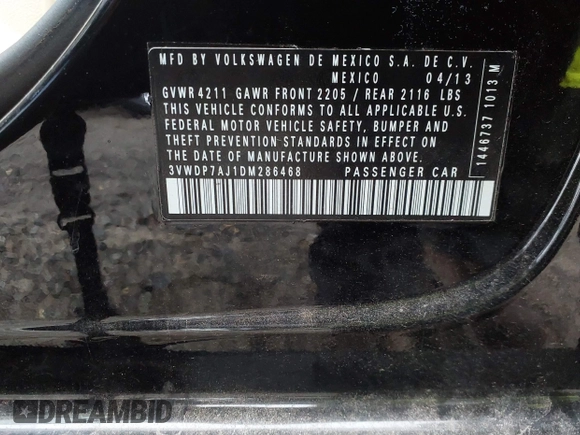 MFD BY VOLKSWAGEN DE MEXICO S.A. DE C.V.
MEXICO 04/13
GVWR 4211 GAWR FRONT 2205 / REAR 2116 LBS
THIS VEHICLE CONFORMS TO ALL APPLICABLE U.S.
FEDERAL MOTOR VEHICLE SAFETY, BUMPER AND
THEFT PREVENTION STANDARDS IN EFFECT ON
THE DATE OF MANUFACTURE SHOWN ABOVE.
3VWDP7AJ1DM286468 PASSENGER CAR
1446737 1013 M
DREAMBID